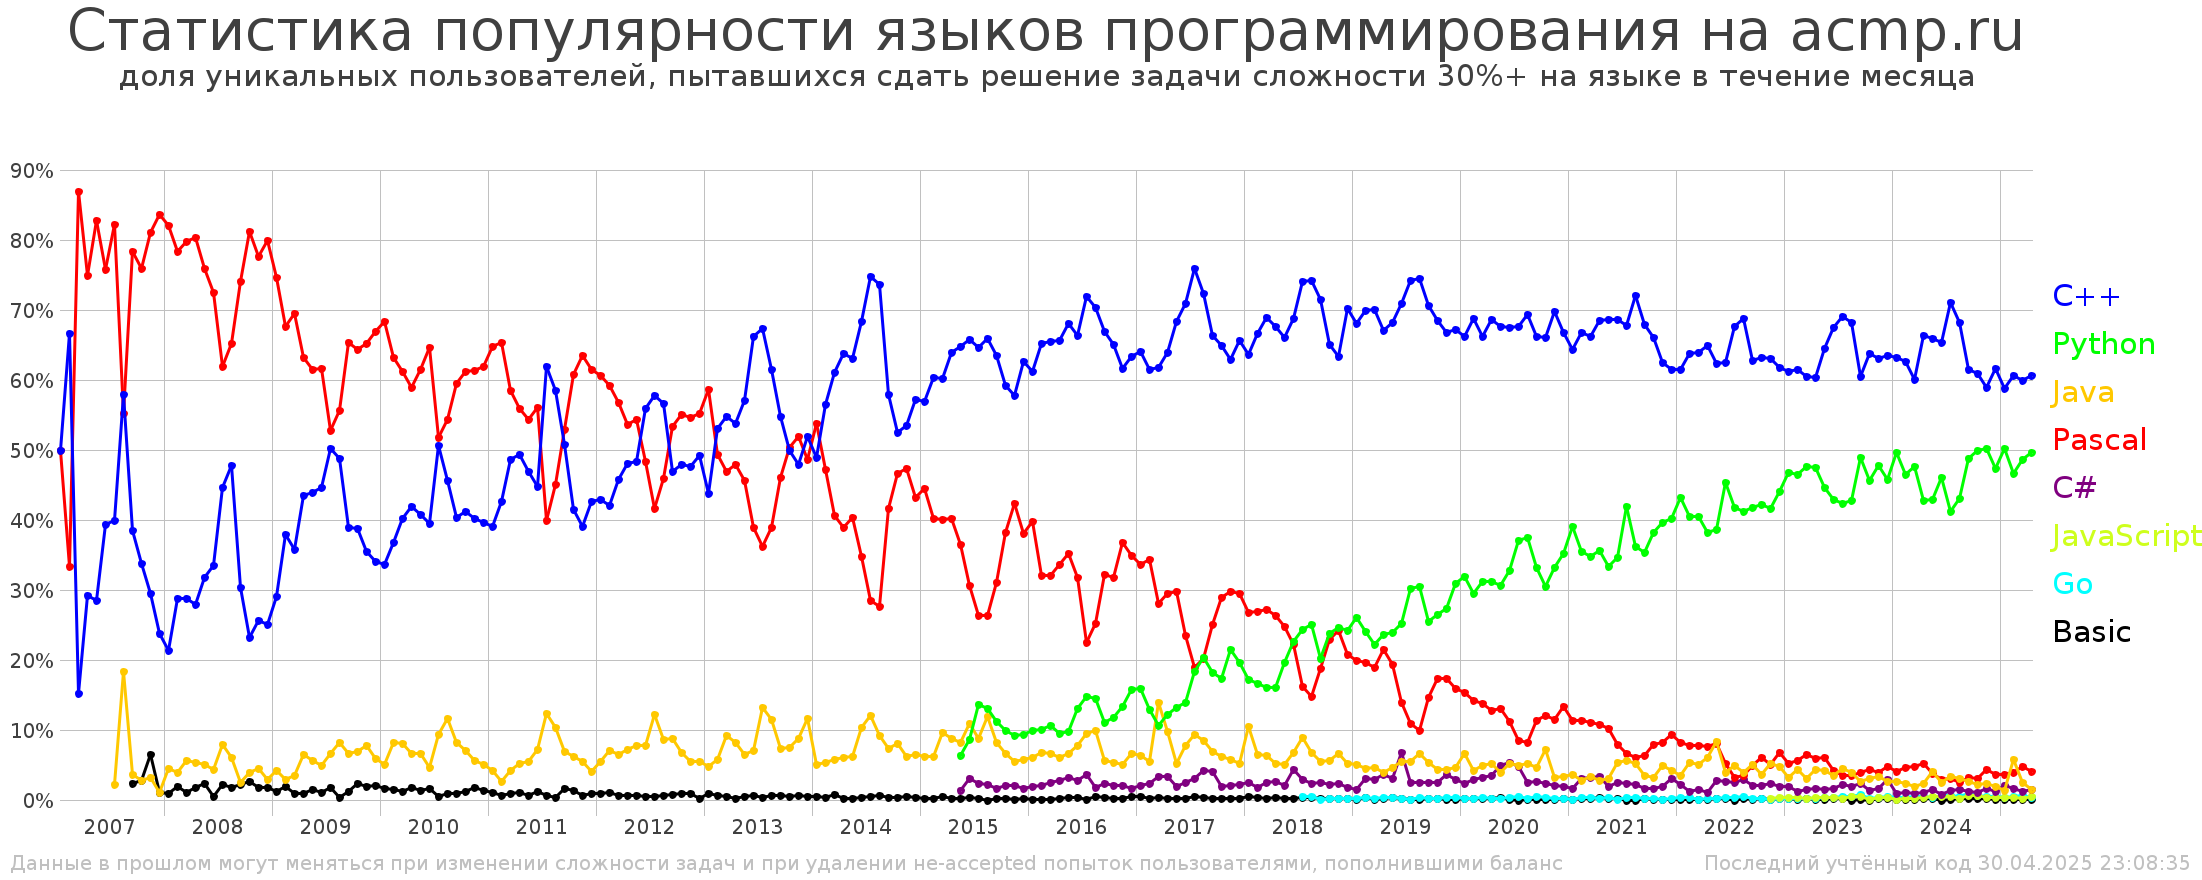 Статистика популярности языков программирования на acmp.ru
доля уникальных пользователей, пытавшихся сдать решение задачи сложности 30%+ на языке в течение месяца
90%
80%
70%
60%
50%
40%
30%
20%
10%
0%
C++
Python
Java
Pascal
C#
JavaScript
Go
Basic
2007 2008 2009 2010 2011 2012 2013 2014 2015 2016 2017 2018 2019 2020 2021 2022 2023 2024
Данные в прошлом могут меняться при изменении сложности задач и при удалении не-accepted попыток пользователями, пополнившими баланс
Последний учтённый код 30.04.2025 23:08:35